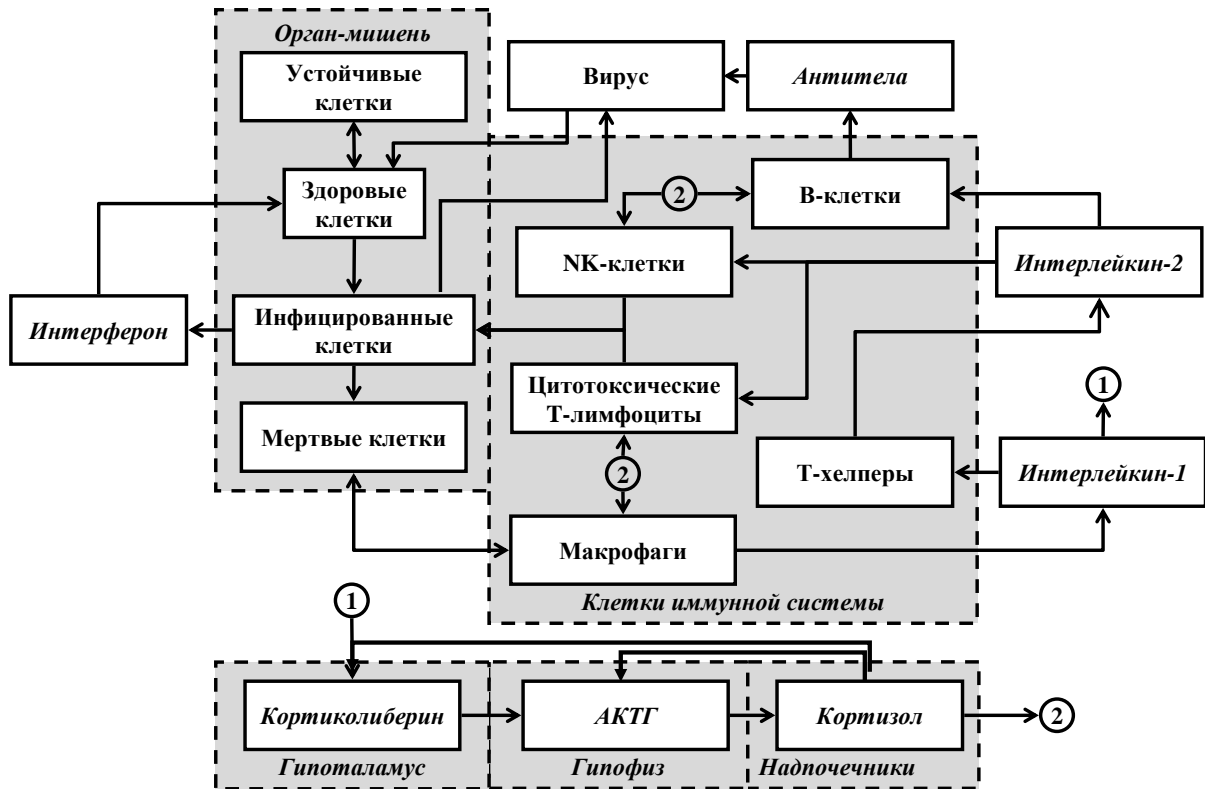 Орган-мишень
Устойчивые
клетки
Вирус
Антитела
Здоровые
клетки
2
В-клетки
NK-клетки
Интерлейкин-2
Интерферон
Инфицированные
клетки
Цитотоксические
Т-лимфоциты
1
Мертвые клетки
2
Т-хелперы
Интерлейкин-1
Макрофаги
Клетки иммунной системы
1
Кортиколиберин
АКТГ
Кортизол
2
Гипоталамус
Гипофиз
Надпочечники